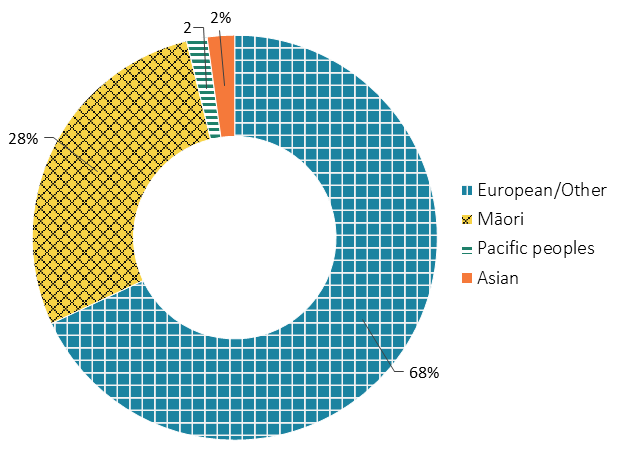 2%
2
28%
European/Other
Māori
Pacific peoples
Asian
68%